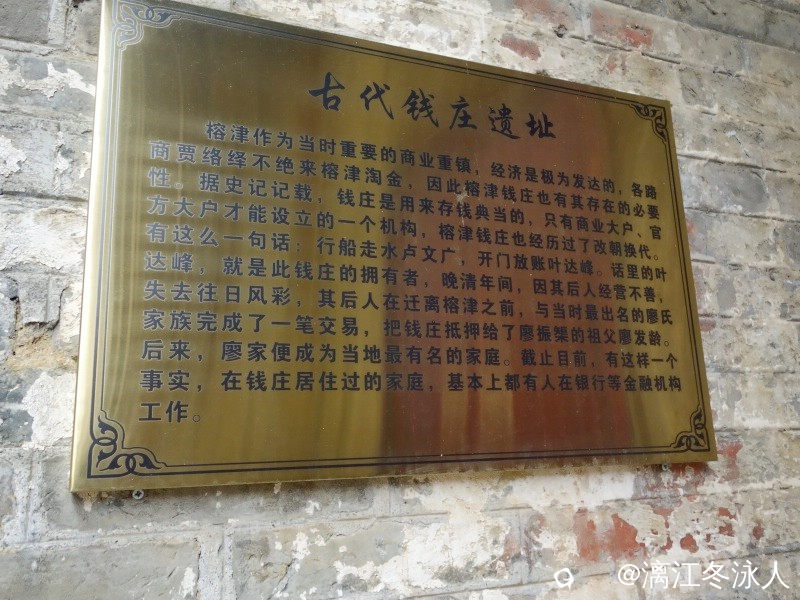 古代钱庄遗址
榕津作为当时重要的商业重镇，经济是极为发达的，各路
商贾络绎不绝来榕津淘金，因此榕津钱庄也有其存在的必要
性。据史记记载，钱庄是用来存钱典当的，只有商业大户、官
方大户才能设立的一个机构，榕津钱庄也经历过了改朝换代。
有这么一句话：行船走水卢文广，开门放账叶达峰。话里的叶
达峰，就是此钱庄的拥有者，晚清年间，因其后人经营不善，
失去往日风彩，其后人在迁离榕津之前，与当时最出名的廖氏
家族完成了一笔交易，把钱庄抵押给了廖振榘的祖父廖发龄。
后来，廖家便成为当地最有名的家庭。截止目前，有这样一个
事实，在钱庄居住过的家庭，基本上都有人在银行等金融机构
工作。
@漓江冬泳人